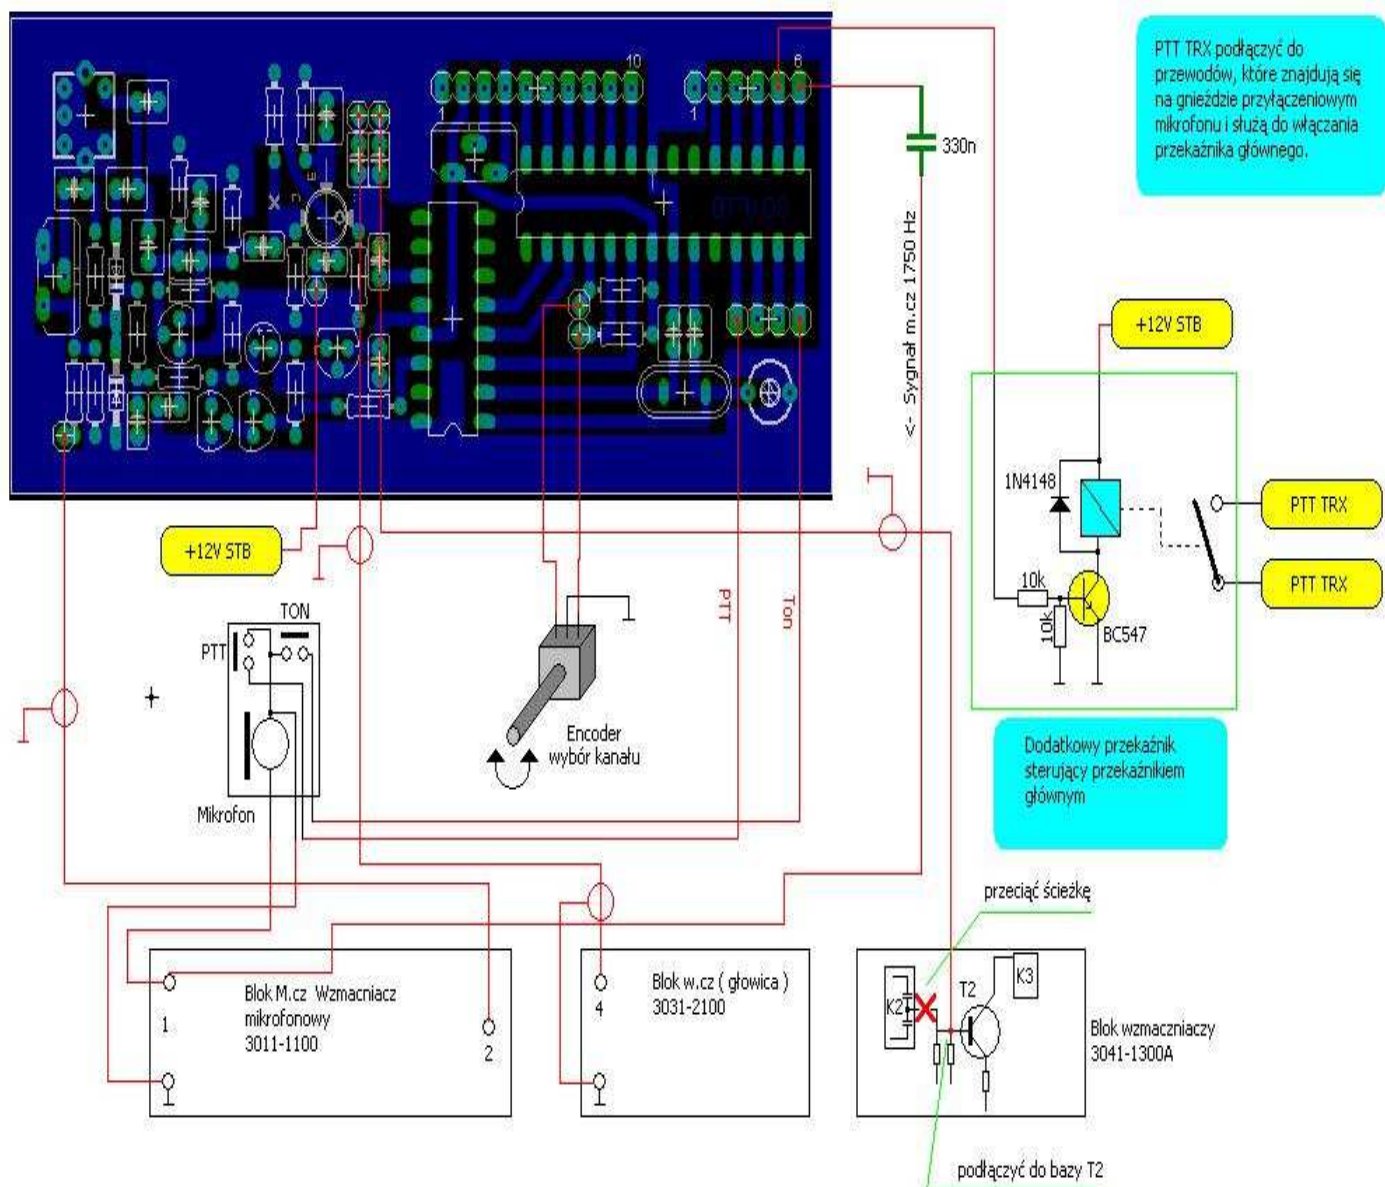 PTT TRX podłączyć do
przewodów, które znajdują się
na gnieździe przyłączeniowym
mikrofonu i służą do włączania
przekaźnika głównego.
10
1
6
1
330n
<- Sygnał m.cz 1750 Hz
+12V STB
1N4148
PTT TRX
PTT TRX
10k
10k
BC547
+12V STB
PTT
Ton
TON
PTT
Mikrofon
Encoder
wybór kanału
Dodatkowy przekaźnik
sterujący przekaźnikiem
głównym
przeciąć ścieżkę
Blok M.cz Wzmacniacz
mikrofonowy
3011-1100
1
2
Blok w.cz ( głowica )
3031-2100
4
K2
T2
K3
Blok wzmaczniaczy
3041-1300A
podłączyć do bazy T2